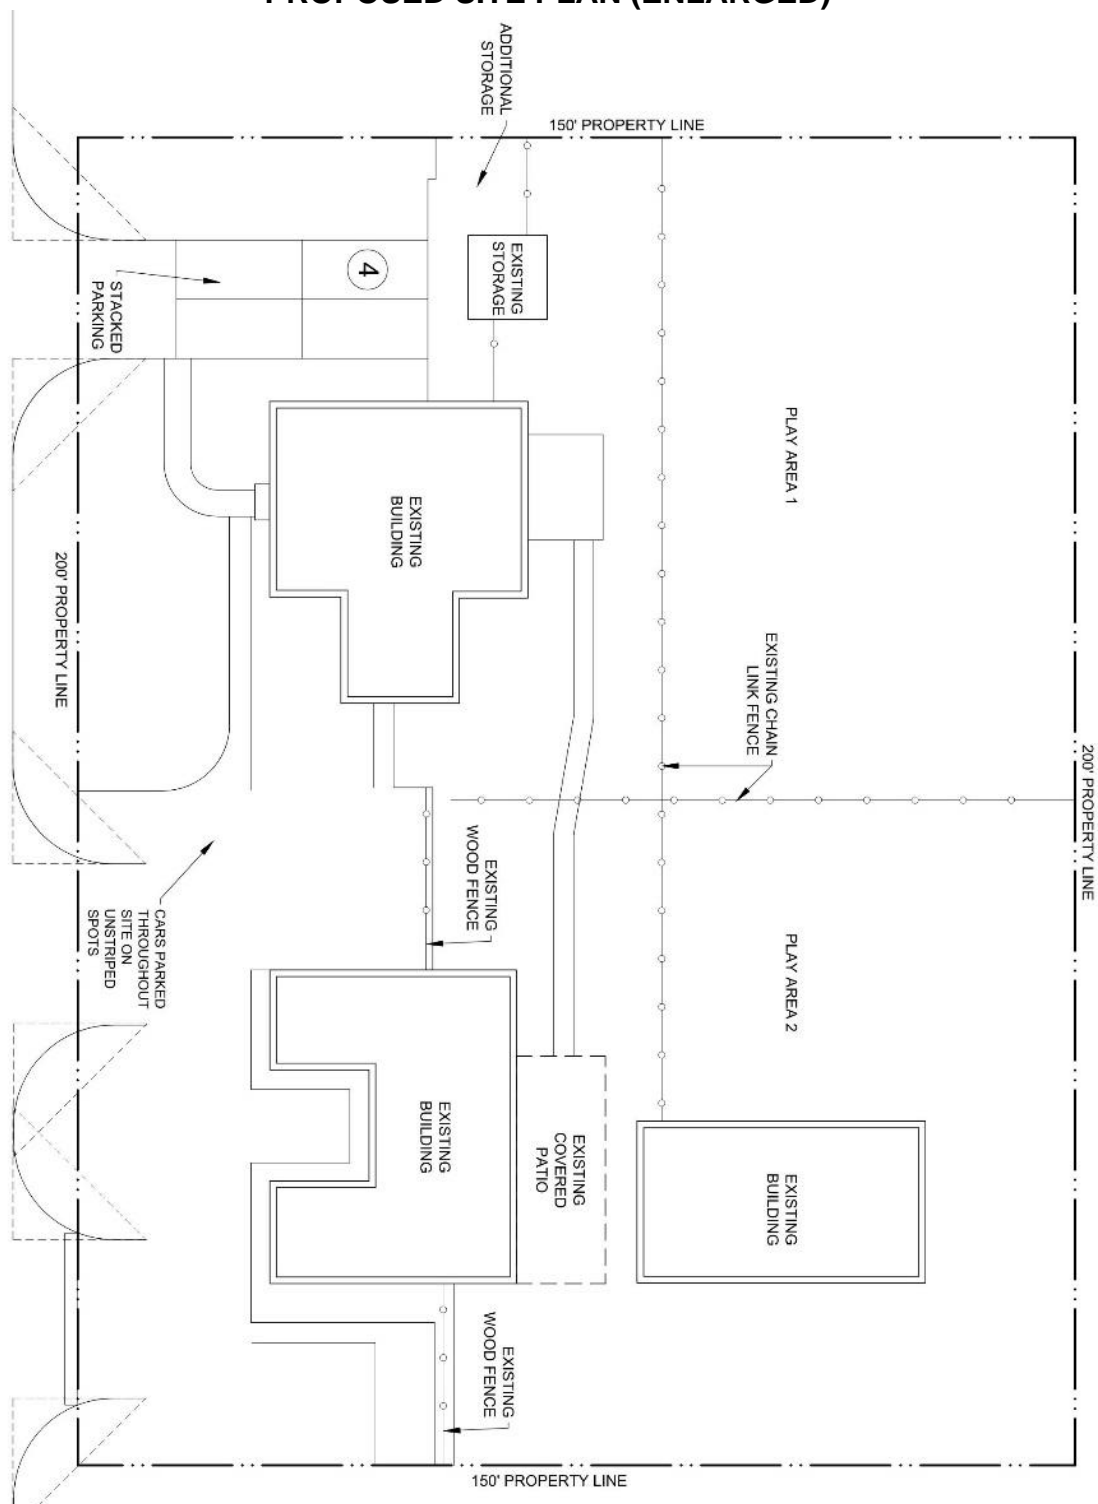 PROPOSED SITE PLAN (ENLARGED)
ADDITIONAL
STORAGE
150' PROPERTY LINE
4
EXISTING
STORAGE
STACKED
PARKING
PLAY AREA 1
EXISTING
BUILDING
200' PROPERTY LINE
EXISTING CHAIN
LINK FENCE
200' PROPERTY LINE
EXISTING
WOOD FENCE
CARS PARKED
THROUGHOUT
SITE ON
UNSTRIPED
SPOTS
PLAY AREA 2
EXISTING
BUILDING
EXISTING
COVERED
PATIO
EXISTING
BUILDING
EXISTING
WOOD FENCE
150' PROPERTY LINE